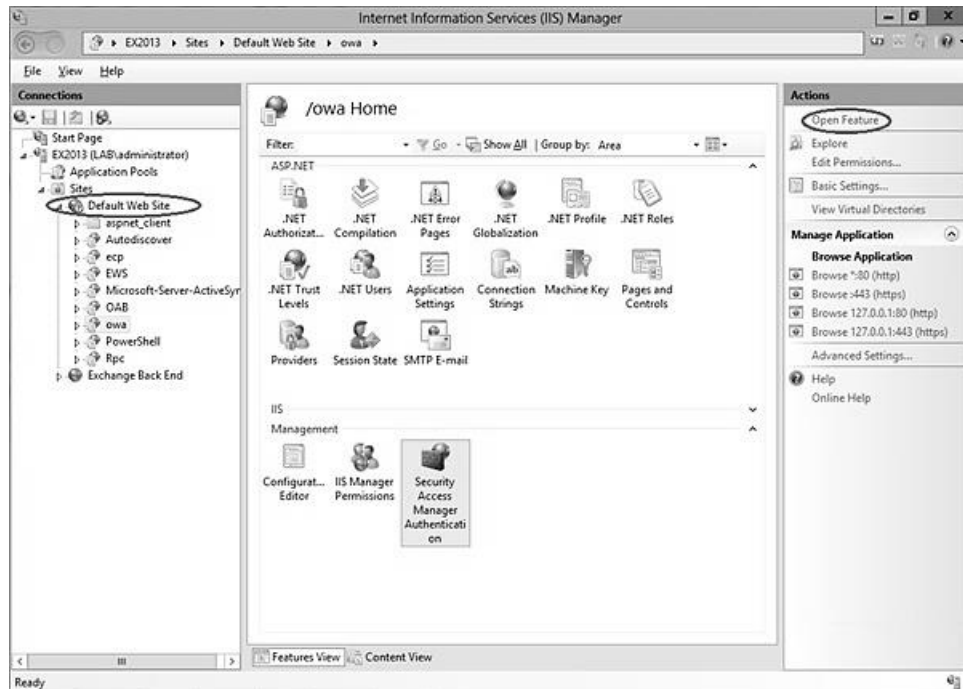 Internet Information Services (IIS) Manager
EX2013 Sites Default Web Site owa
File View Help
Connections
Start Page
EX2013 (LAB\administrator)
Application Pools
Sites
Default Web Site
aspnet_client
Autodiscover
ecp
EWS
Microsoft-Server-ActiveSyr
OAB
owa
PowerShell
Rpc
Exchange Back End
/owa Home
Filter: Go Show All Group by: Area
ASP.NET
.NET Authorizat...
.NET Compilation
.NET Error Pages
.NET Globalization
.NET Profile
.NET Roles
.NET Trust Levels
.NET Users
Application Settings
Connection Strings
Machine Key
Pages and Controls
Providers
Session State
SMTP E-mail
IIS
Management
Configurat... Editor
IIS Manager Permissions
Security Access Manager Authenticati on
Features View
Content View
Actions
Open Feature
Explore
Edit Permissions...
Basic Settings...
View Virtual Directories
Manage Application
Browse Application
Browse *:80 (http)
Browse :443 (https)
Browse 127.0.0.1:80 (http)
Browse 127.0.0.1:443 (https)
Advanced Settings...
Help
Online Help
Ready